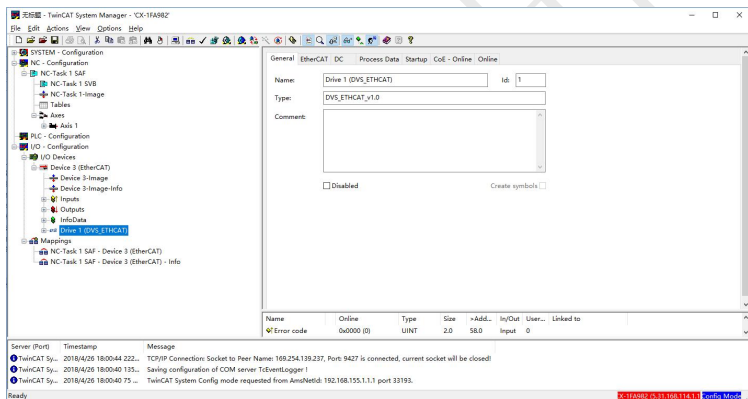 无标题 - TwinCAT System Manager - 'CX-1FA982'
File Edit Actions View Options Help
SYSTEM - Configuration
NC - Configuration
NC-Task 1 SAF
NC-Task 1 SVB
NC-Task 1-Image
Tables
Axes
Axis 1
PLC - Configuration
I/O - Configuration
I/O Devices
Device 3 (EtherCAT)
Device 3-Image
Device 3-Image-Info
Inputs
Outputs
InfoData
Drive 1 (DVS_ETHCAT)
Mappings
NC-Task 1 SAF - Device 3 (EtherCAT)
NC-Task 1 SAF - Device 3 (EtherCAT) - Info
General EtherCAT DC Process Data Startup CoE - Online Online
Name: Drive 1 (DVS_ETHCAT) Id: 1
Type: DVS_ETHCAT_v1.0
Comment:
Disabled Create symbols
Name Online Type Size >Add... In/Out User... Linked to
Error code 0x0000 (0) UINT 2.0 58.0 Input 0
Server (Port) Timestamp Message
TwinCAT Sy... 2018/4/26 18:00:44 222... TCP/IP Connection: Socket to Peer Name: 169.254.139.237, Port: 9427 is connected, current socket will be closed!
TwinCAT Sy... 2018/4/26 18:00:40 135... Saving configuration of COM server TcEventLogger !
TwinCAT Sy... 2018/4/26 18:00:40 75 ... TwinCAT System Config mode requested from AmsNetId: 192.168.155.1.1.1 port 33193.
Ready CX-1FA982 (5.31.168.114.1.1 Config Mode